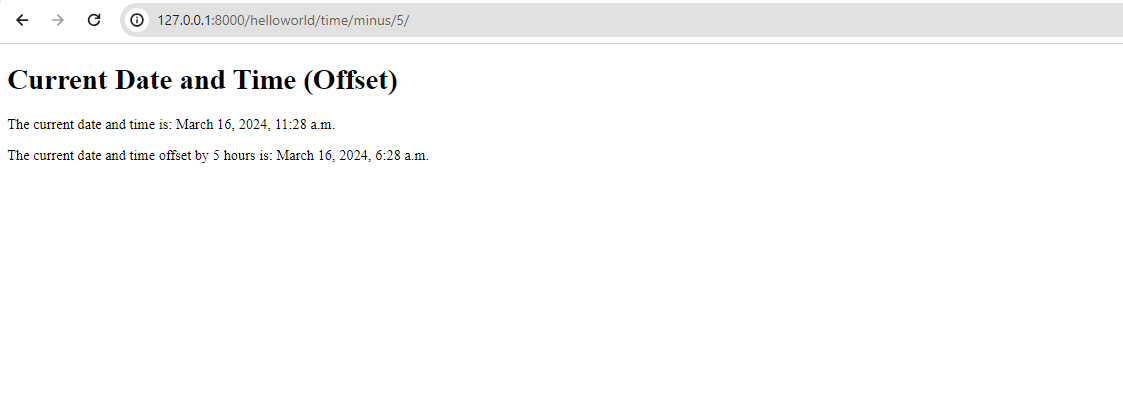 127.0.0.1:8000/helloworld/time/minus/5/
Current Date and Time (Offset)
The current date and time is: March 16, 2024, 11:28 a.m.
The current date and time offset by 5 hours is: March 16, 2024, 6:28 a.m.